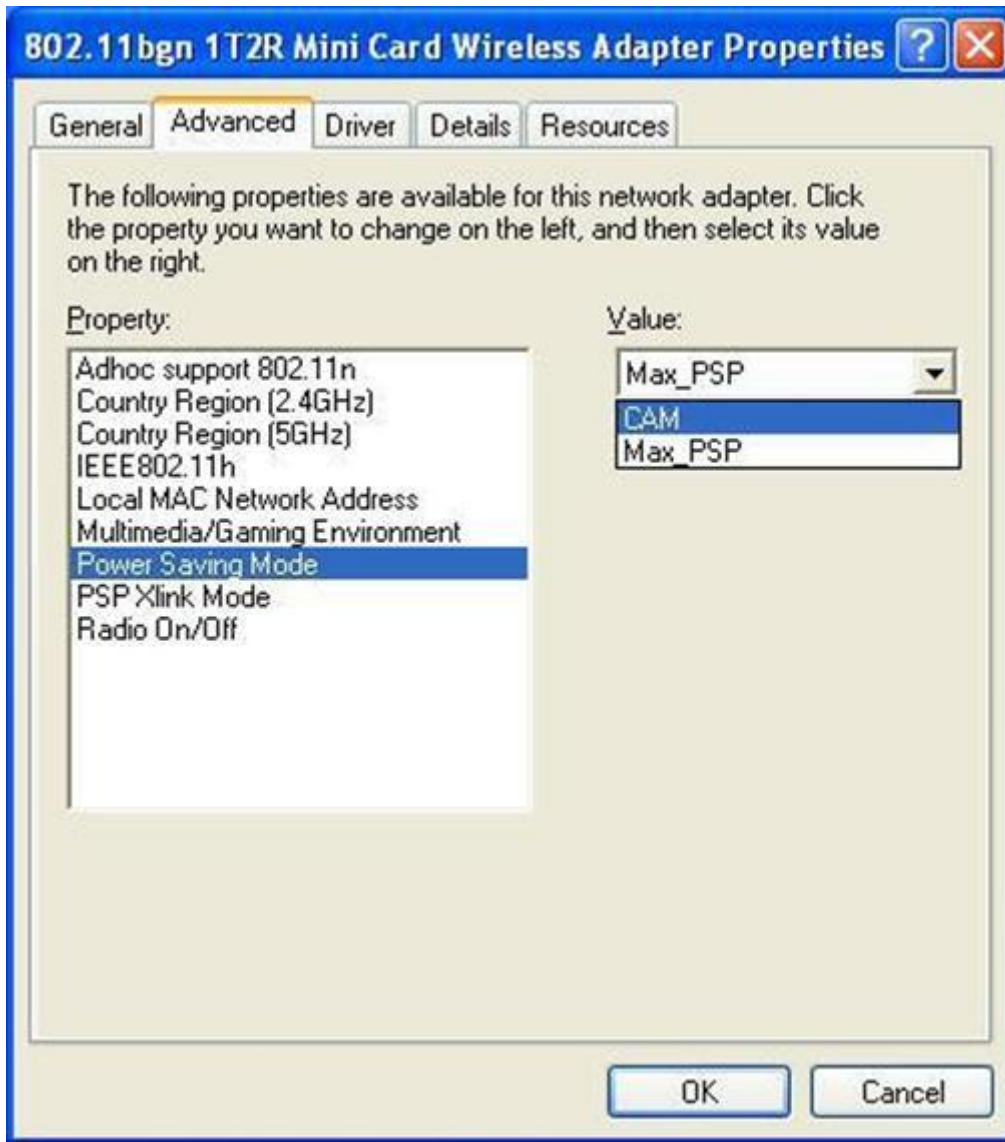 802.11bgn 1T2R Mini Card Wireless Adapter Properties ?
General Advanced Driver Details Resources
The following properties are available for this network adapter. Click
the property you want to change on the left, and then select its value
on the right.
Property:
Adhoc support 802.11n
Country Region (2.4GHz)
Country Region (5GHz)
IEEE802.11h
Local MAC Network Address
Multimedia/Gaming Environment
Power Saving Mode
PSP Xlink Mode
Radio On/Off
Value:
Max_PSP
CAM
Max_PSP
OK Cancel